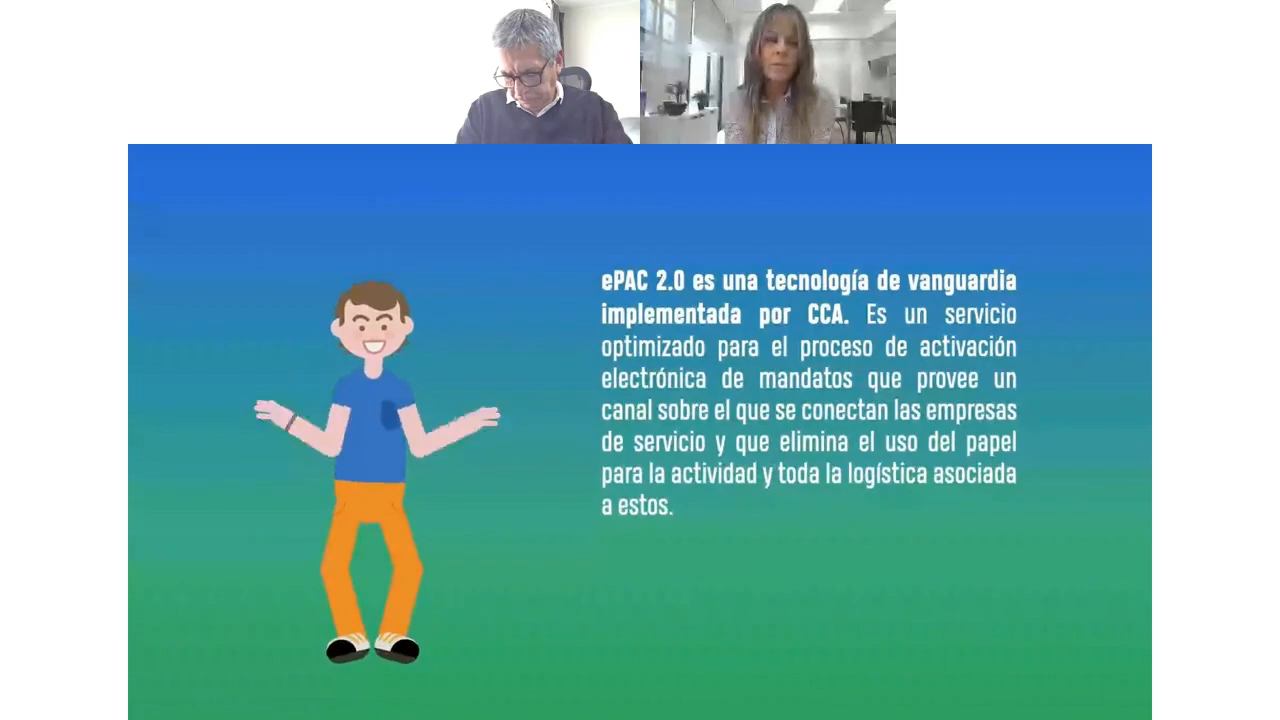 ePAC 2.0 es una tecnología de vanguardia
implementada por CCA. Es un servicio
optimizado para el proceso de activación
electrónica de mandatos que provee un
canal sobre el que se conectan las empresas
de servicio y que elimina el uso del papel
para la actividad y toda la logística asociada
a estos.